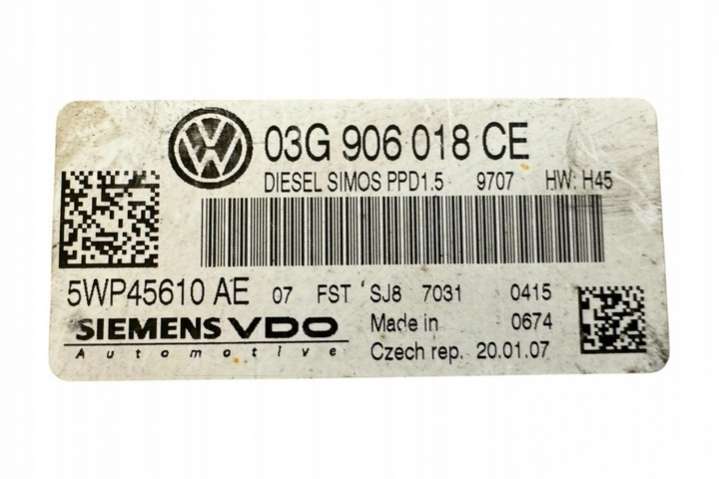 VW 03G 906 018 CE
DIESEL SIMOS PPD1.5 9707 HW: H45
5WP45610 AE 07 FST SJ8 7031 0415
SIEMENS VDO Made in 0674
Automotive Czech rep. 20.01.07